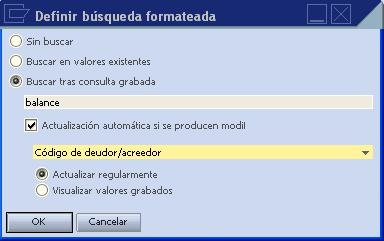 Definir búsqueda formateada
Sin buscar
Buscar en valores existentes
Buscar tras consulta grabada
balance
Actualización automática si se producen modil
Código de deudor/acreedor
Actualizar regularmente
Visualizar valores grabados
OK Cancelar